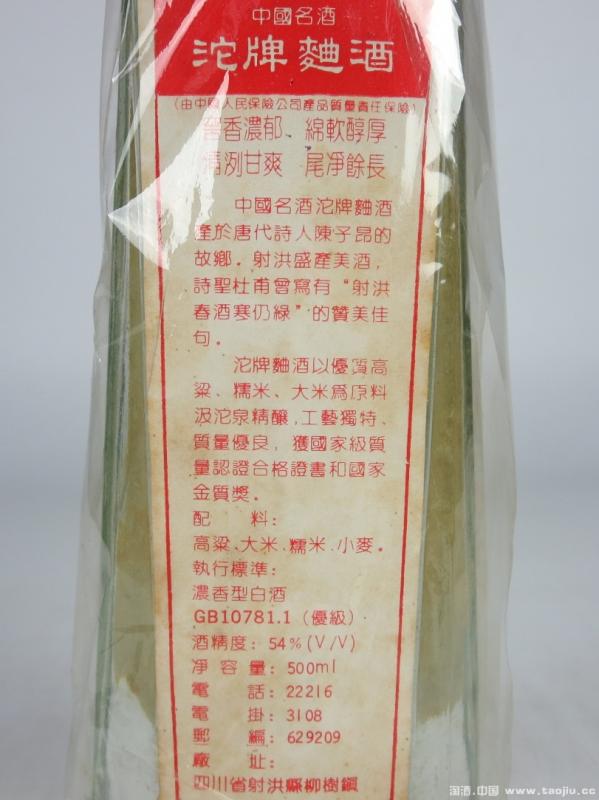 中國名酒
沱牌麯酒
(由中國人民保險公司產品質量責任保險)
窖香濃郁、綿軟醇厚
清冽甘爽 尾凈餘長
中國名酒沱牌麯酒
產於唐代詩人陳子昂的
故鄉。射洪盛產美酒，
詩聖杜甫曾寫有“射洪
春酒寒仍綠”的贊美佳
句。
沱牌麯酒以優質高
粱、糯米、大米爲原料
汲沱泉精釀，工藝獨特、
質量優良，獲國家級質
量認證合格證書和國家
金質獎。
配 料：
高粱、大米、糯米、小麥。
執行標準：
濃香型白酒
GB10781.1（優級）
酒精度：54%(V/V)
凈容量：500ml
電 話：22216
電 掛：3108
郵 編：629209
廠 址：
四川省射洪縣柳樹鎮
淘酒.中國 www.taojiu.cc